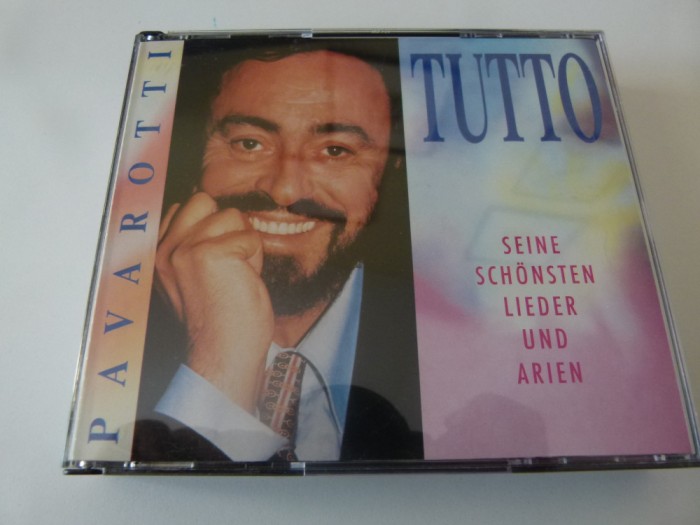 PAVAROTTI
TUTTO
SEINE
SCHÖNSTEN
LIEDER
UND
ARIEN